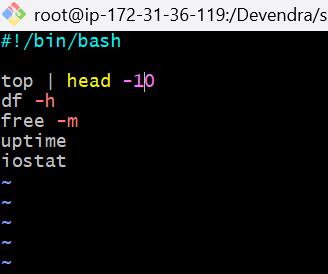 root@ip-172-31-36-119:/Devendra/s
#!/bin/bash
top | head -10
df -h
free -m
uptime
iostat
~
~
~
~
~